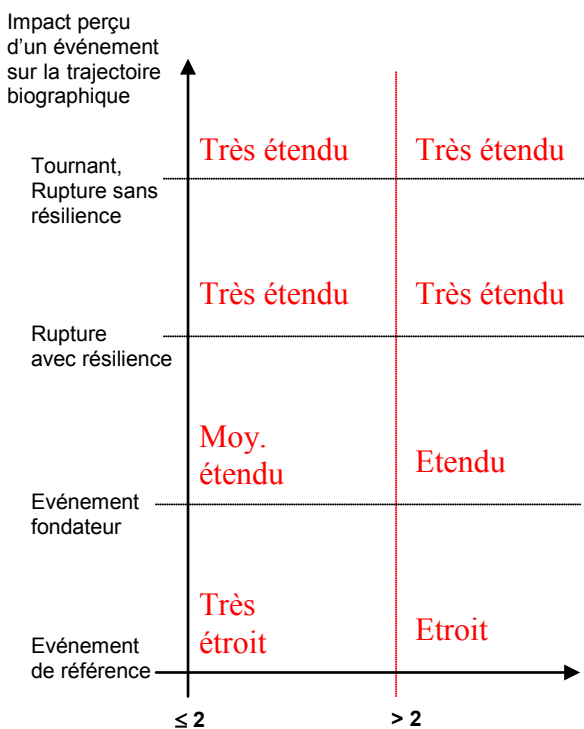 Impact perçu
d'un événement
sur la trajectoire
biographique
Très étendu Très étendu
Tournant,
Rupture sans
résilience
Très étendu Très étendu
Rupture
avec résilience
Moy.
étendu Etendu
Evénement
fondateur
Très
étroit Etroit
Evénement
de référence
≤ 2 > 2